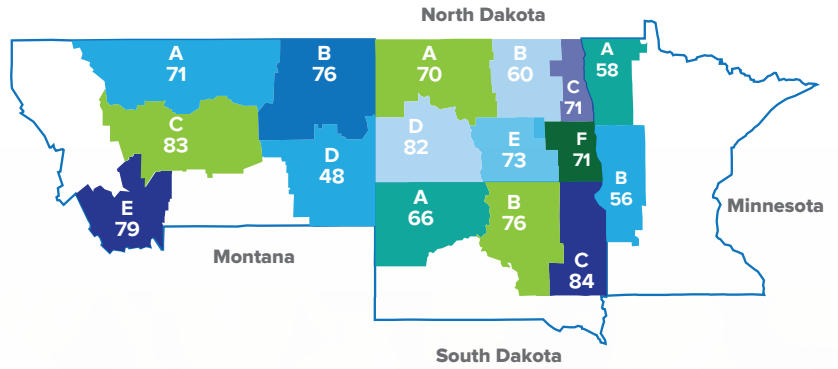 North Dakota
A
71
B
76
A
70
B
60
C
71
A
58
C
83
D
82
E
73
F
71
D
48
B
56
E
79
A
66
B
76
C
84
Minnesota
Montana
South Dakota